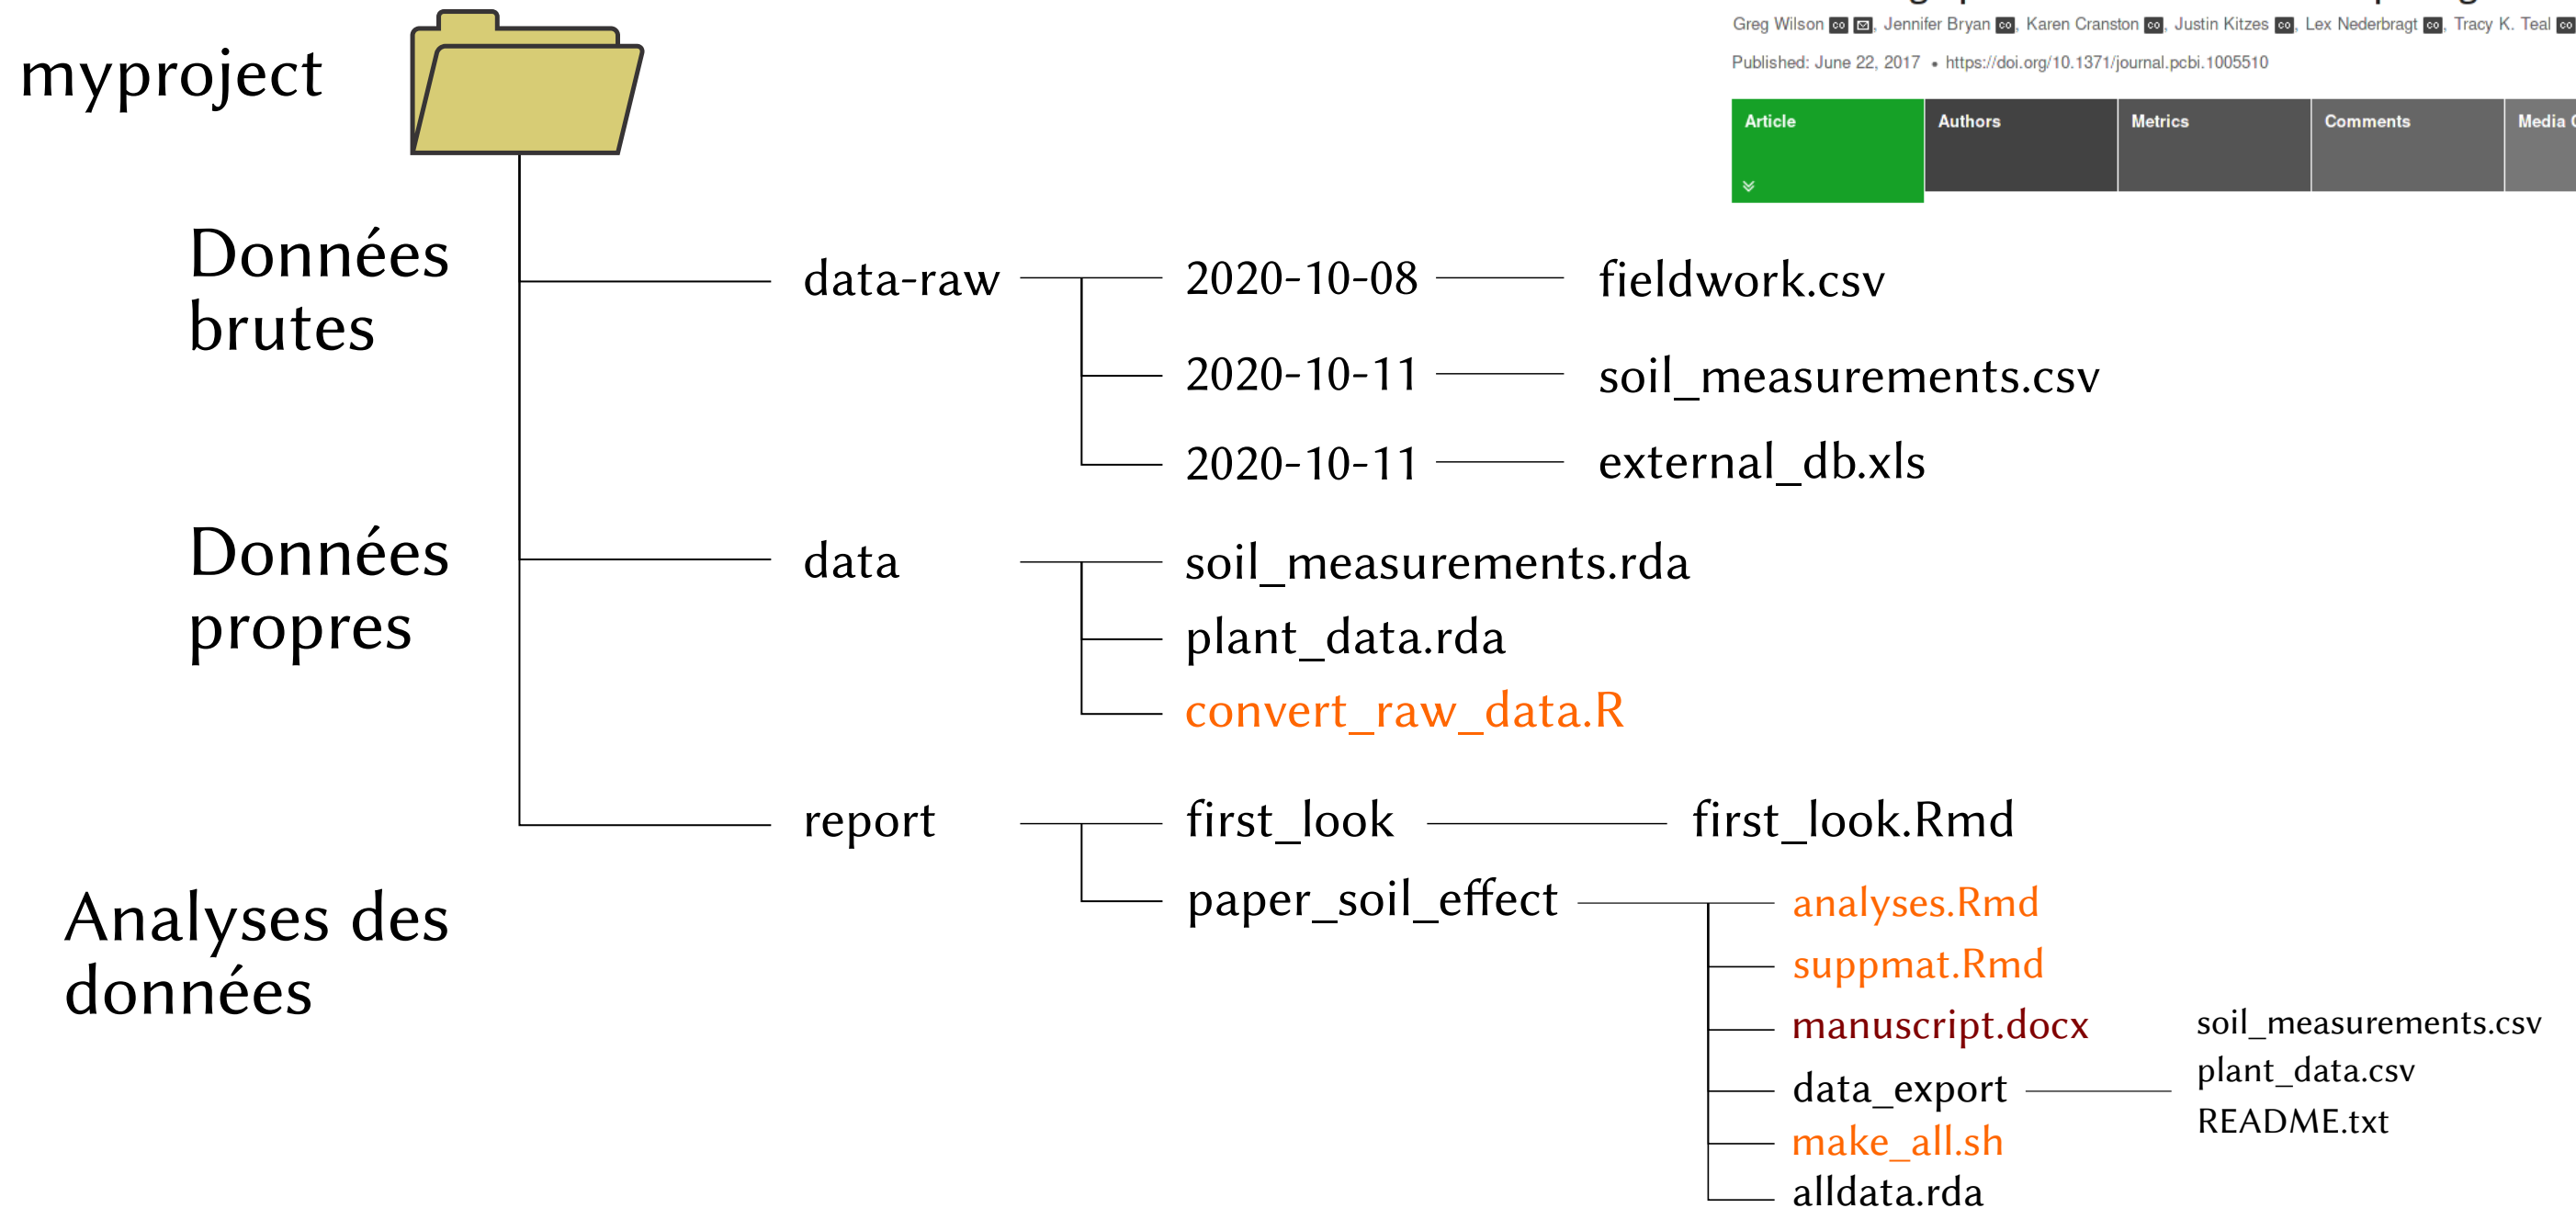 Greg Wilson, Jennifer Bryan, Karen Cranston, Justin Kitzes, Lex Nederbragt, Tracy K. Teal
Published: June 22, 2017 • https://doi.org/10.1371/journal.pcbi.1005510
Article Authors Metrics Comments Media
myproject
Données
brutes
data-raw 2020-10-08 fieldwork.csv
2020-10-11 soil_measurements.csv
2020-10-11 external_db.xls
Données
propres
data soil_measurements.rda
plant_data.rda
convert_raw_data.R
report first_look first_look.Rmd
paper_soil_effect analyses.Rmd
Analyses des
données
suppmat.Rmd
manuscript.docx soil_measurements.csv
plant_data.csv
data_export
README.txt
make_all.sh
alldata.rda